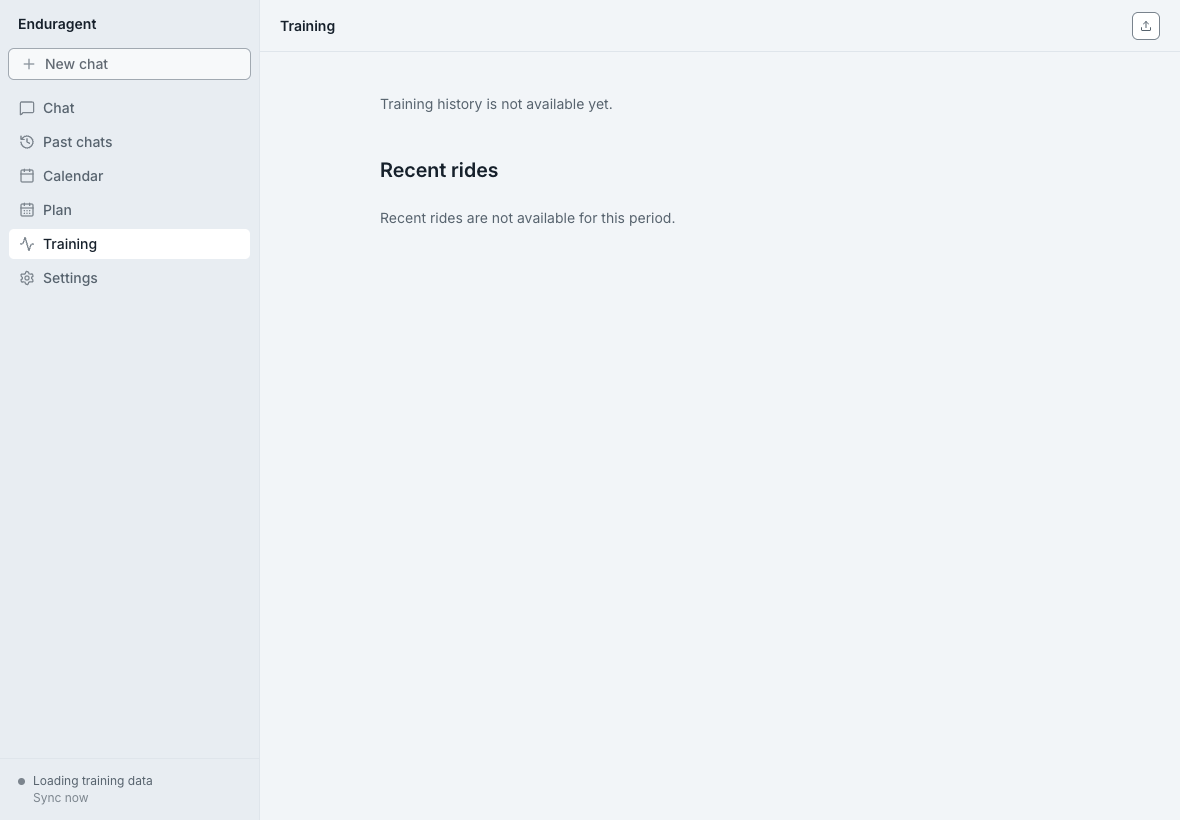 Enduragent
New chat
Chat
Past chats
Calendar
Plan
Training
Settings
Loading training data
Sync now
Training
Training history is not available yet.
Recent rides
Recent rides are not available for this period.